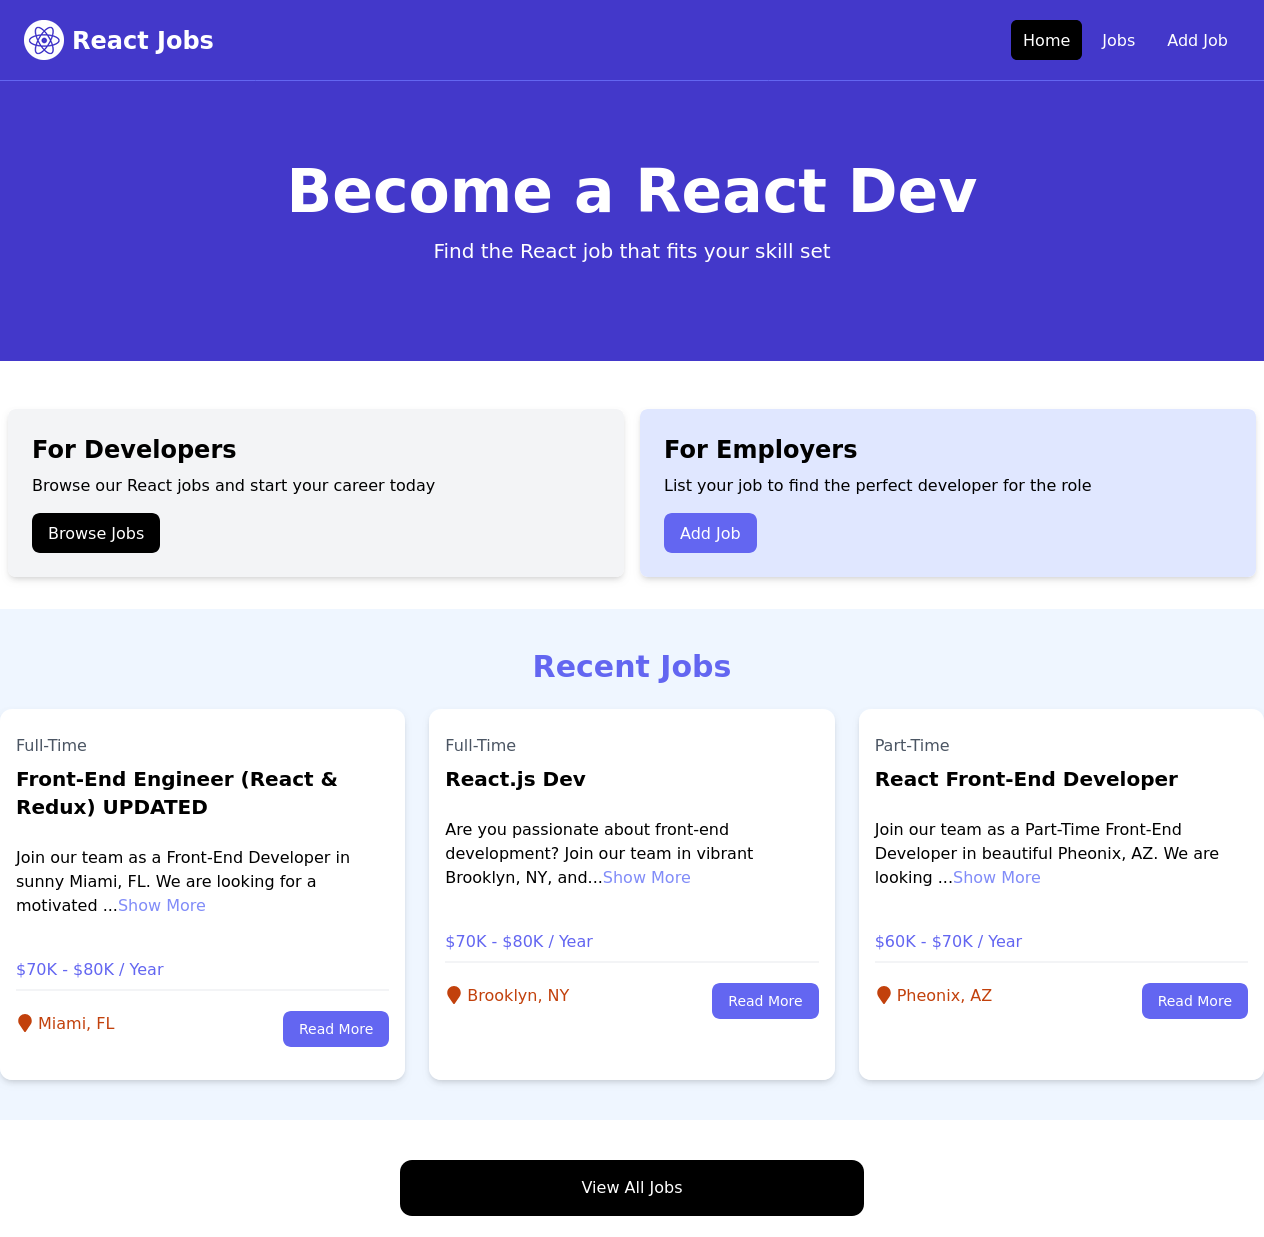 React Jobs
Home
Jobs
Add Job
Become a React Dev
Find the React job that fits your skill set
For Developers
Browse our React jobs and start your career today
Browse Jobs
For Employers
List your job to find the perfect developer for the role
Add Job
Recent Jobs
Full-Time
Front-End Engineer (React &
Redux) UPDATED
Join our team as a Front-End Developer in
sunny Miami, FL. We are looking for a
motivated ...Show More
$70K - $80K / Year
Miami, FL
Read More
Full-Time
React.js Dev
Are you passionate about front-end
development? Join our team in vibrant
Brooklyn, NY, and...Show More
$70K - $80K / Year
Brooklyn, NY
Read More
Part-Time
React Front-End Developer
Join our team as a Part-Time Front-End
Developer in beautiful Pheonix, AZ. We are
looking ...Show More
$60K - $70K / Year
Pheonix, AZ
Read More
View All Jobs